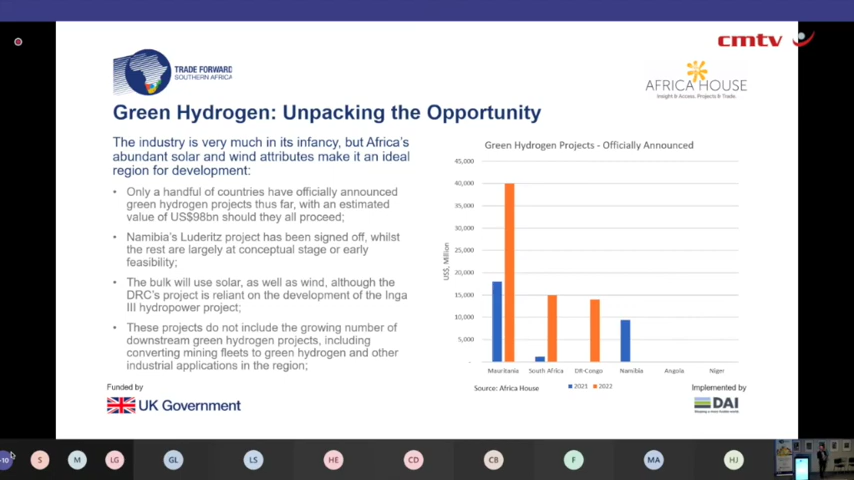 cmtv
TRADE FORWARD
SOUTHERN AFRICA
AFRICA HOUSE
Insight & Access, Projects & Trade.
Green Hydrogen: Unpacking the Opportunity
The industry is very much in its infancy, but Africa's
abundant solar and wind attributes make it an ideal
region for development:
• Only a handful of countries have officially announced
green hydrogen projects thus far, with an estimated
value of US$98bn should they all proceed;
• Namibia's Luderitz project has been signed off, whilst
the rest are largely at conceptual stage or early
feasibility;
• The bulk will use solar, as well as wind, although the
DRC's project is reliant on the development of the Inga
III hydropower project;
• These projects do not include the growing number of
downstream green hydrogen projects, including
converting mining fleets to green hydrogen and other
industrial applications in the region;
Funded by
UK Government
Green Hydrogen Projects - Officially Announced
US$, Million
45,000
40,000
35,000
30,000
25,000
20,000
15,000
10,000
5,000
-
Mauritania South Africa DR-Congo Namibia Angola Niger
2021 2022
Source: Africa House
Implemented by
DAI
-10 S M LG GL LS HE CD CB F MA HJ